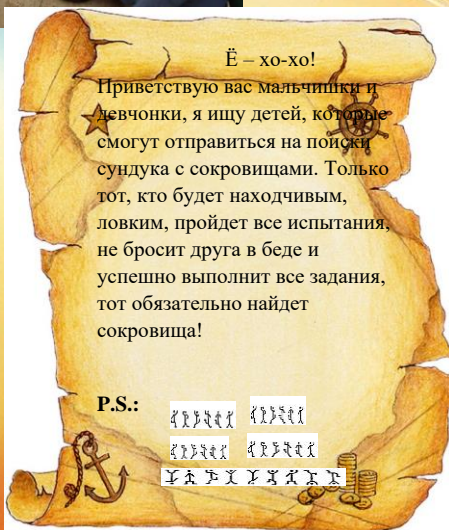 Ё – хо-хо!
Приветствую вас мальчишки и
девчонки, я ищу детей, которые
смогут отправиться на поиски
сундука с сокровищами. Только
тот, кто будет находчивым,
ловким, пройдет все испытания,
не бросит друга в беде и
успешно выполнит все задания,
тот обязательно найдет
сокровища!
P.S.: